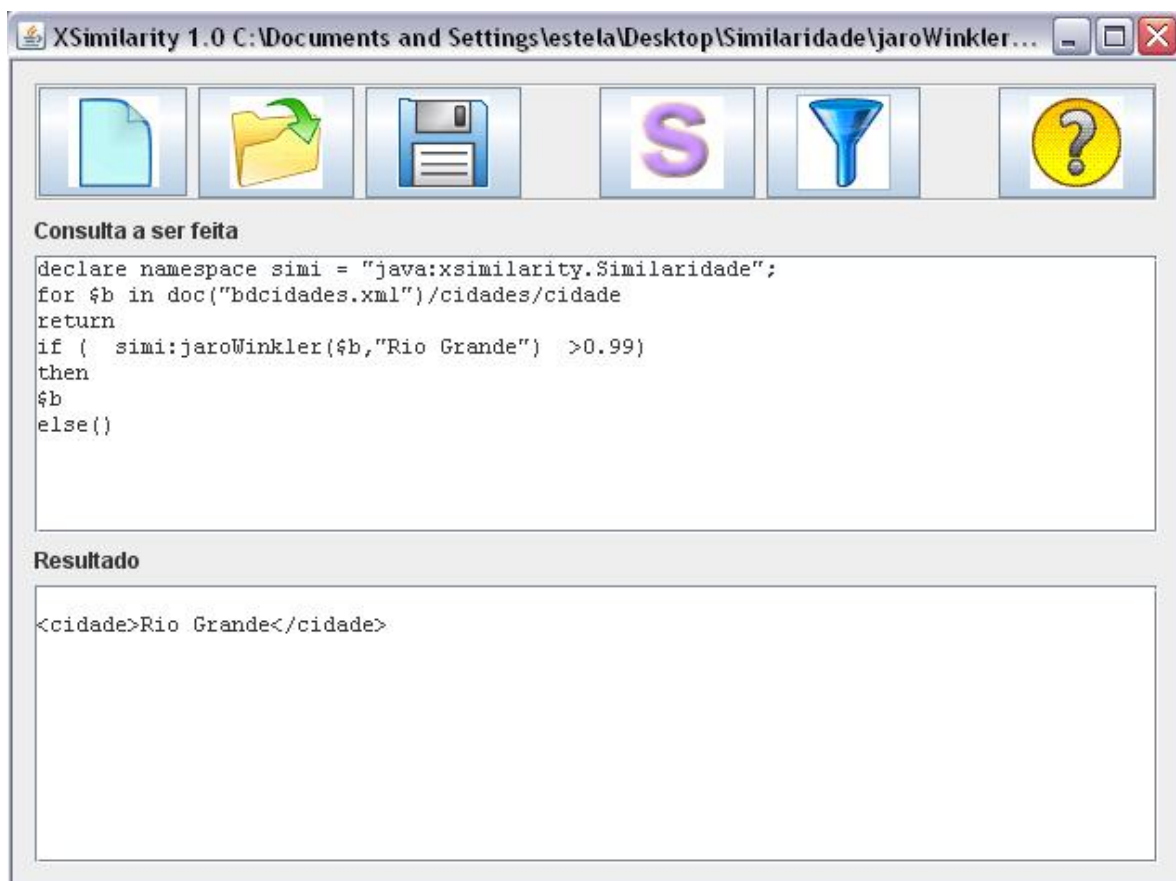 XSimilarity 1.0 C:\Documents and Settings\estela\Desktop\Similaridade\jaroWinkler...
S
?
Consulta a ser feita
declare namespace simi = "java:xsimilarity.Similaridade";
for $b in doc("bdcidades.xml")/cidades/cidade
return
if (  simi:jaroWinkler($b,"Rio Grande")  >0.99)
then
$b
else()
Resultado
<cidade>Rio Grande</cidade>